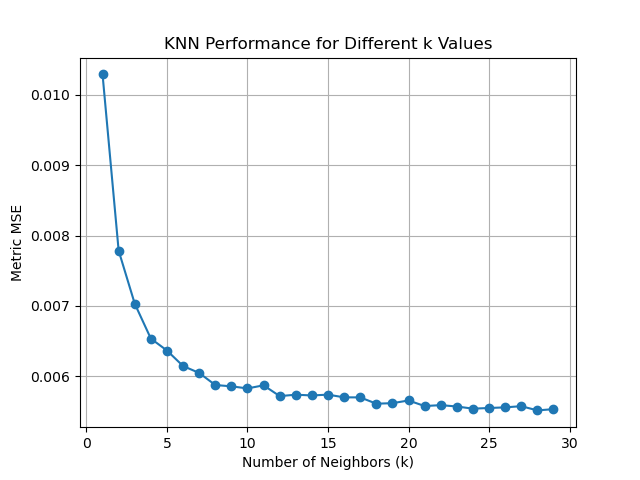 KNN Performance for Different k Values
0.010
0.009
0.008
0.007
0.006
Metric MSE
0 5 10 15 20 25 30
Number of Neighbors (k)